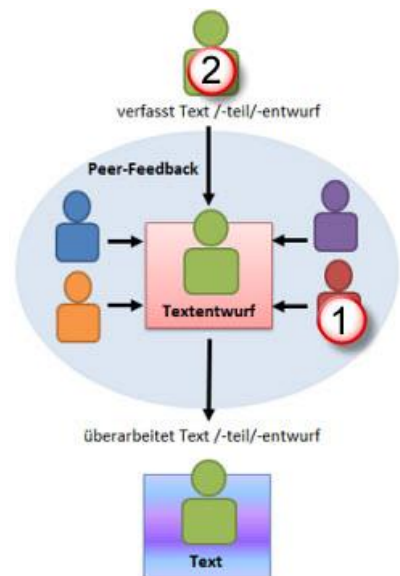 2
verfasst Text /-teil/-entwurf
Peer-Feedback
Textentwurf
1
überarbeitet Text /-teil/-entwurf
Text